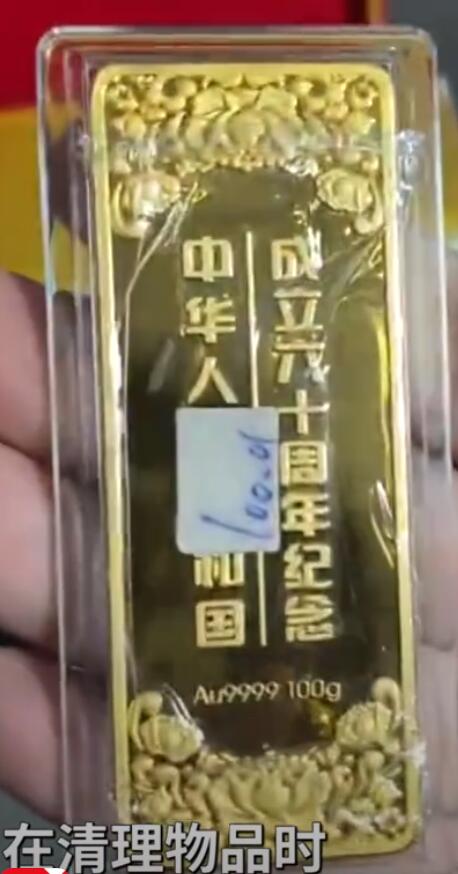 中华人
和国
成立六十周年纪念
100.01
Au9999 100g
在清理物品时